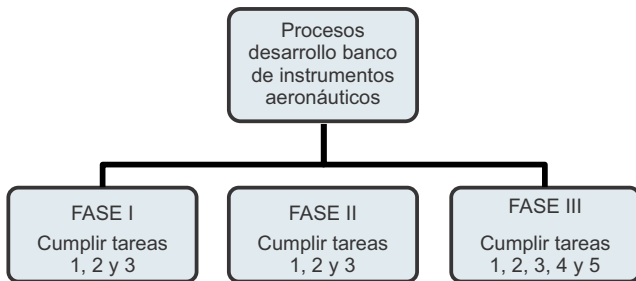 Procesos
desarrollo banco
de instrumentos
aeronáuticos
FASE I
Cumplir tareas
1, 2 y 3
FASE II
Cumplir tareas
1, 2 y 3
FASE III
Cumplir tareas
1, 2, 3, 4 y 5